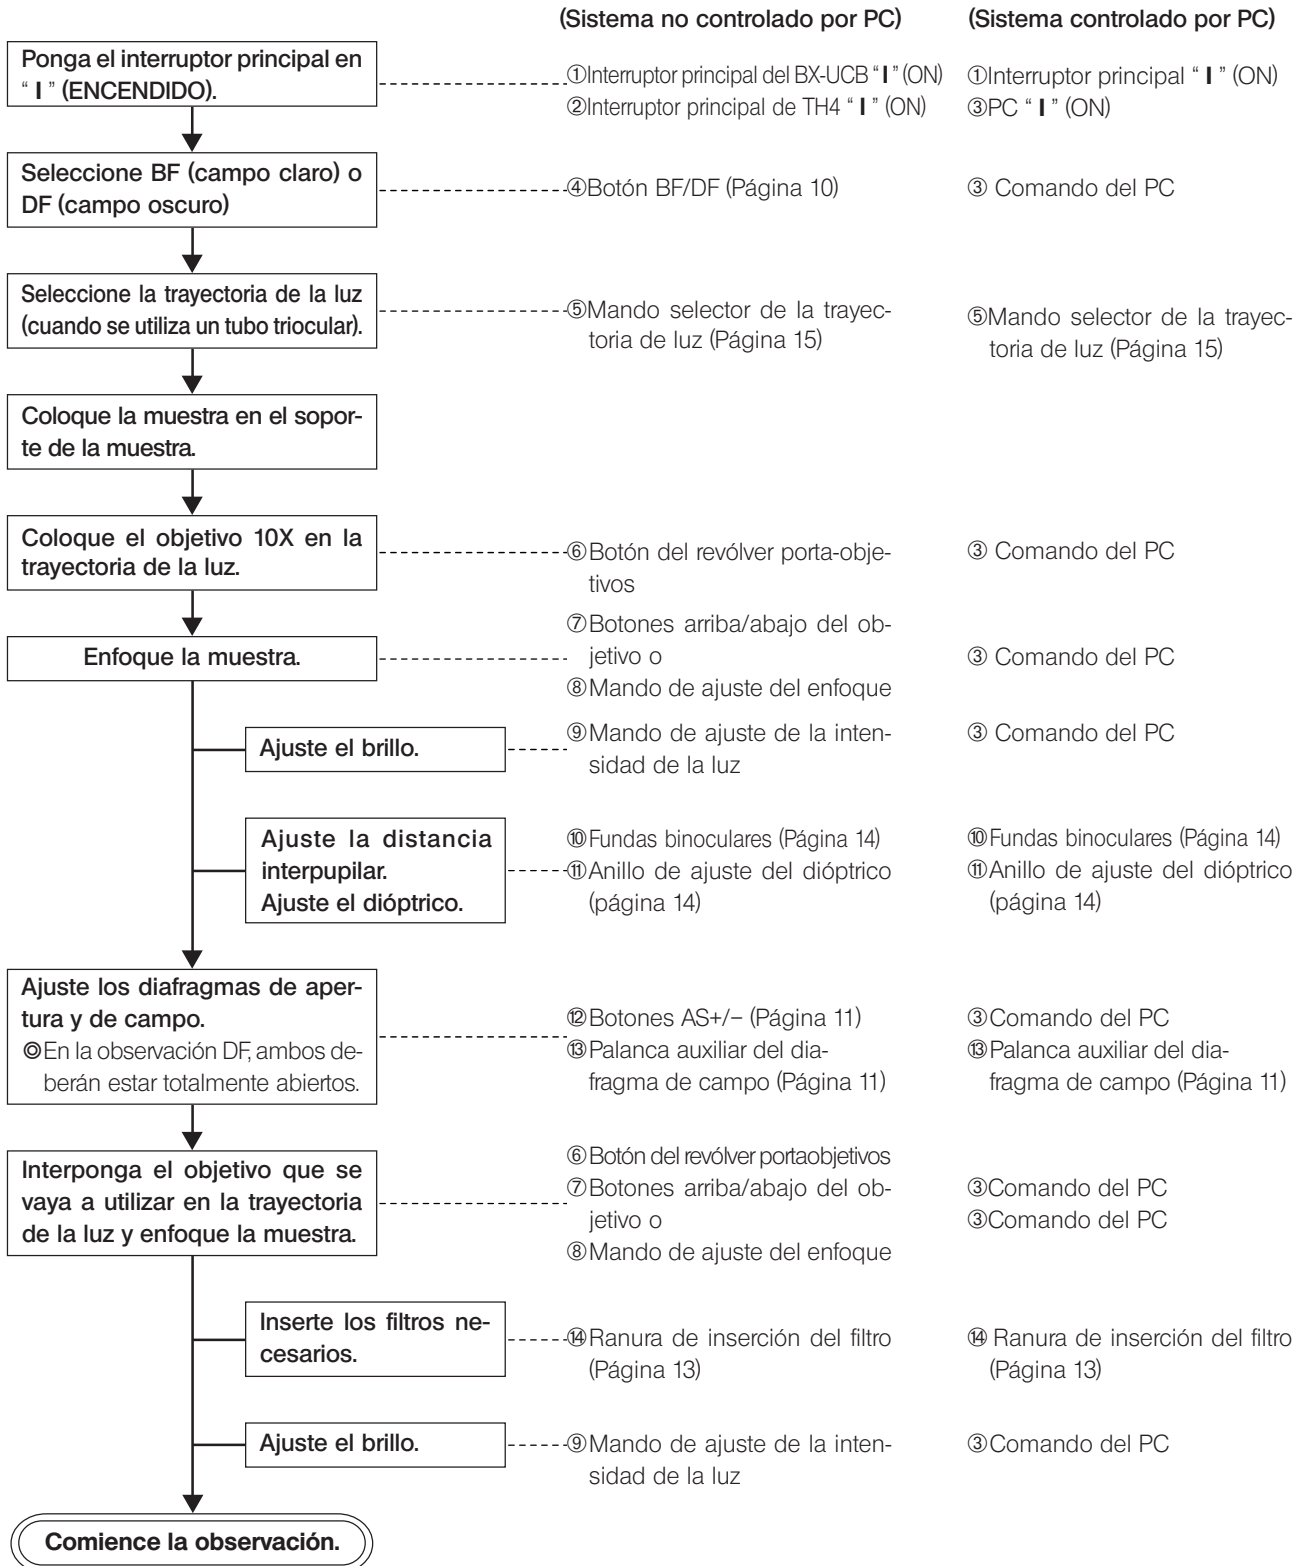 (Sistema no controlado por PC) (Sistema controlado por PC)
Ponga el interruptor principal en
“ I ” (ENCENDIDO).
①Interruptor principal del BX-UCB “ I ” (ON)
②Interruptor principal de TH4 “ I ” (ON)
①Interruptor principal “ I ” (ON)
③PC “ I ” (ON)
Seleccione BF (campo claro) o
DF (campo oscuro)
④Botón BF/DF (Página 10)
③ Comando del PC
Seleccione la trayectoria de la luz
(cuando se utiliza un tubo triocular).
⑤Mando selector de la trayec-
toria de luz (Página 15)
⑤Mando selector de la trayec-
toria de luz (Página 15)
Coloque la muestra en el sopor-
te de la muestra.
Coloque el objetivo 10X en la
trayectoria de la luz.
⑥Botón del revólver porta-obje-
tivos
③ Comando del PC
Enfoque la muestra.
⑦Botones arriba/abajo del ob-
jetivo o
⑧Mando de ajuste del enfoque
③ Comando del PC
Ajuste el brillo.
⑨Mando de ajuste de la inten-
sidad de la luz
③ Comando del PC
Ajuste la distancia
interpupilar.
Ajuste el dióptrico.
⑩Fundas binoculares (Página 14)
⑪Anillo de ajuste del dióptrico
(página 14)
⑩Fundas binoculares (Página 14)
⑪Anillo de ajuste del dióptrico
(página 14)
Ajuste los diafragmas de aper-
tura y de campo.
◎En la observación DF, ambos de-
berán estar totalmente abiertos.
⑫Botones AS+/– (Página 11)
⑬Palanca auxiliar del dia-
fragma de campo (Página 11)
③Comando del PC
⑬Palanca auxiliar del dia-
fragma de campo (Página 11)
Interponga el objetivo que se
vaya a utilizar en la trayectoria
de la luz y enfoque la muestra.
⑥Botón del revólver portaobjetivos
⑦Botones arriba/abajo del ob-
jetivo o
⑧Mando de ajuste del enfoque
③Comando del PC
③Comando del PC
Inserte los filtros ne-
cesarios.
⑭Ranura de inserción del filtro
(Página 13)
⑭ Ranura de inserción del filtro
(Página 13)
Ajuste el brillo.
⑨Mando de ajuste de la inten-
sidad de la luz
③Comando del PC
Comience la observación.